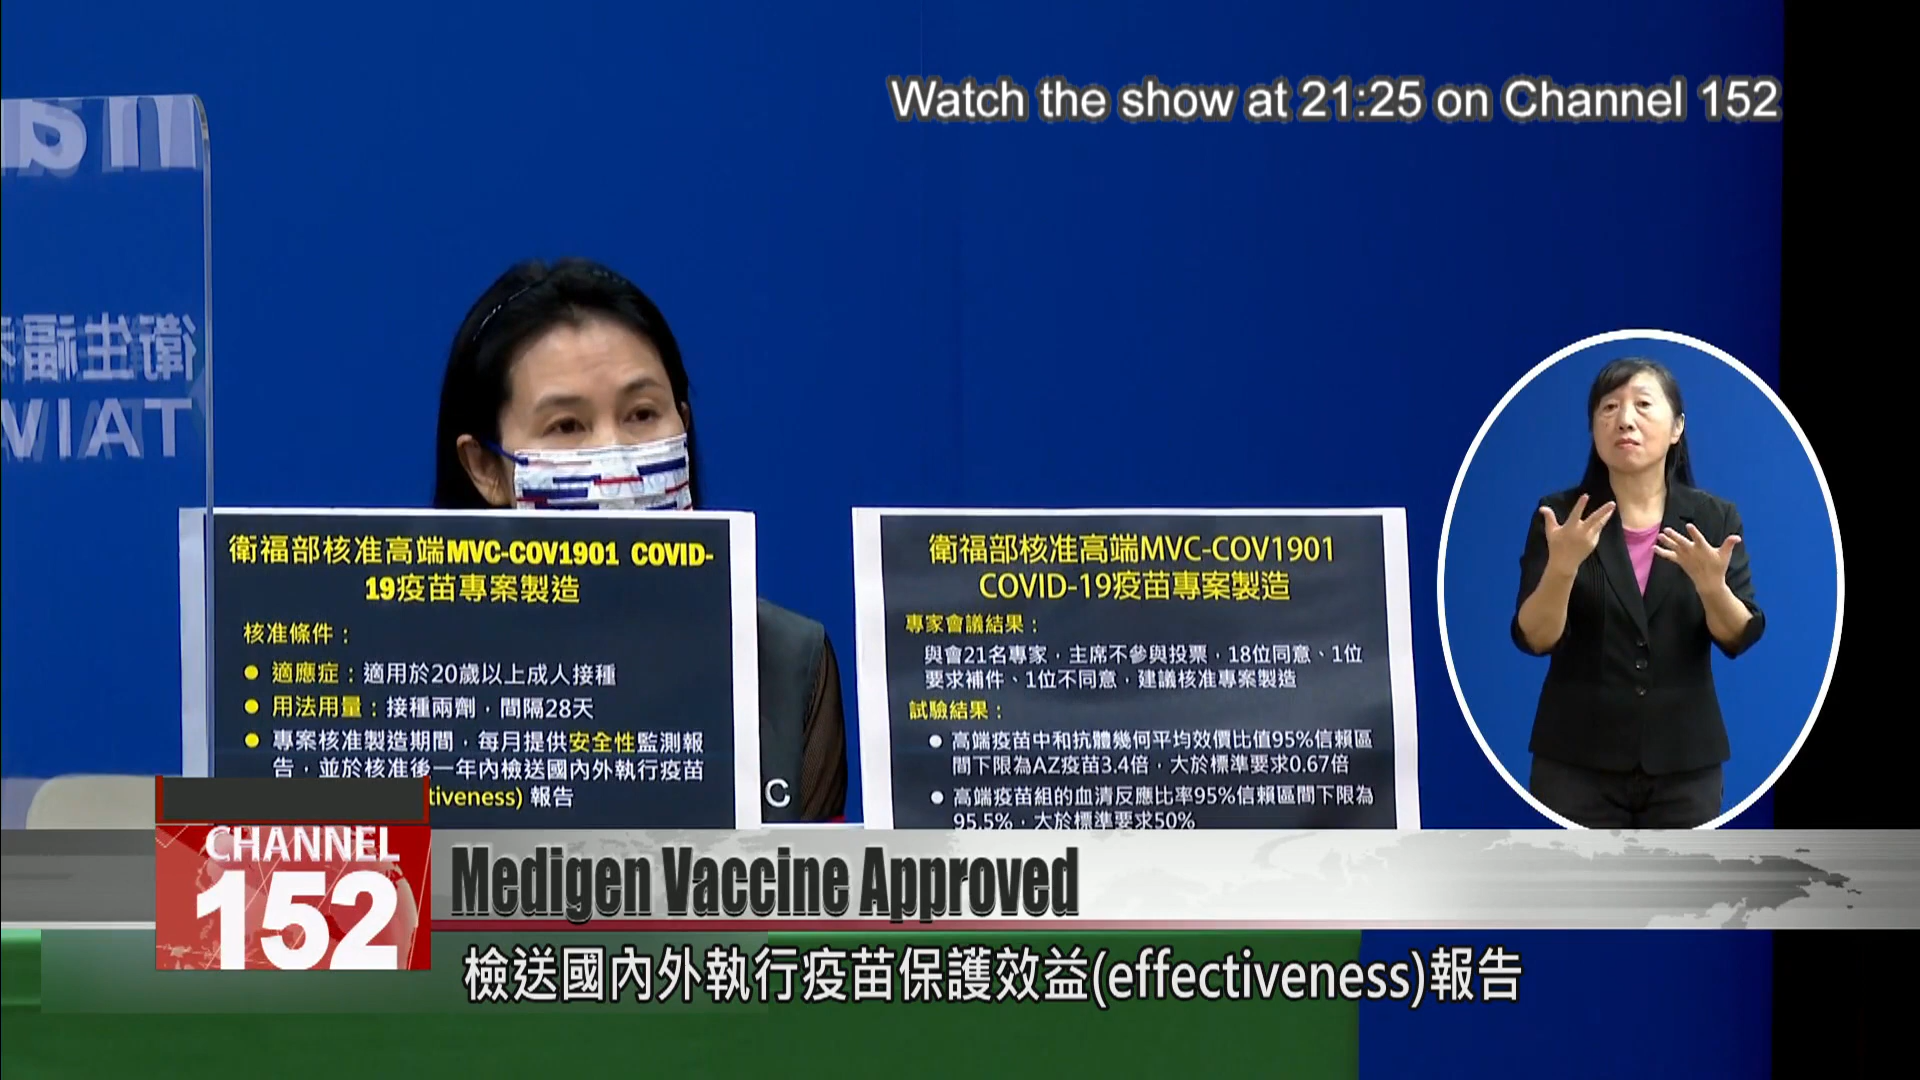 Watch the show at 21:25 on Channel 152
衛生福
TAIW
衛福部核准高端MVC-COV1901 COVID-
19疫苗專案製造
核准條件：
● 適應症：適用於20歲以上成人接種
● 用法用量：接種兩劑，間隔28天
● 專案核准製造期間，每月提供安全性監測報
告，並於核准後一年內檢送國內外執行疫苗
tiveness) 報告
衛福部核准高端MVC-COV1901
COVID-19疫苗專案製造
專家會議結果：
與會21名專家，主席不參與投票，18位同意、1位
要求補件、1位不同意，建議核准專案製造
試驗結果：
● 高端疫苗中和抗體幾何平均效價比值95%信賴區
間下限為AZ疫苗3.4倍，大於標準要求0.67倍
● 高端疫苗組的血清反應比率95%信賴區間下限為
95.5%，大於標準要求50%
C
CHANNEL
152
Medigen Vaccine Approved
檢送國內外執行疫苗保護效益(effectiveness)報告